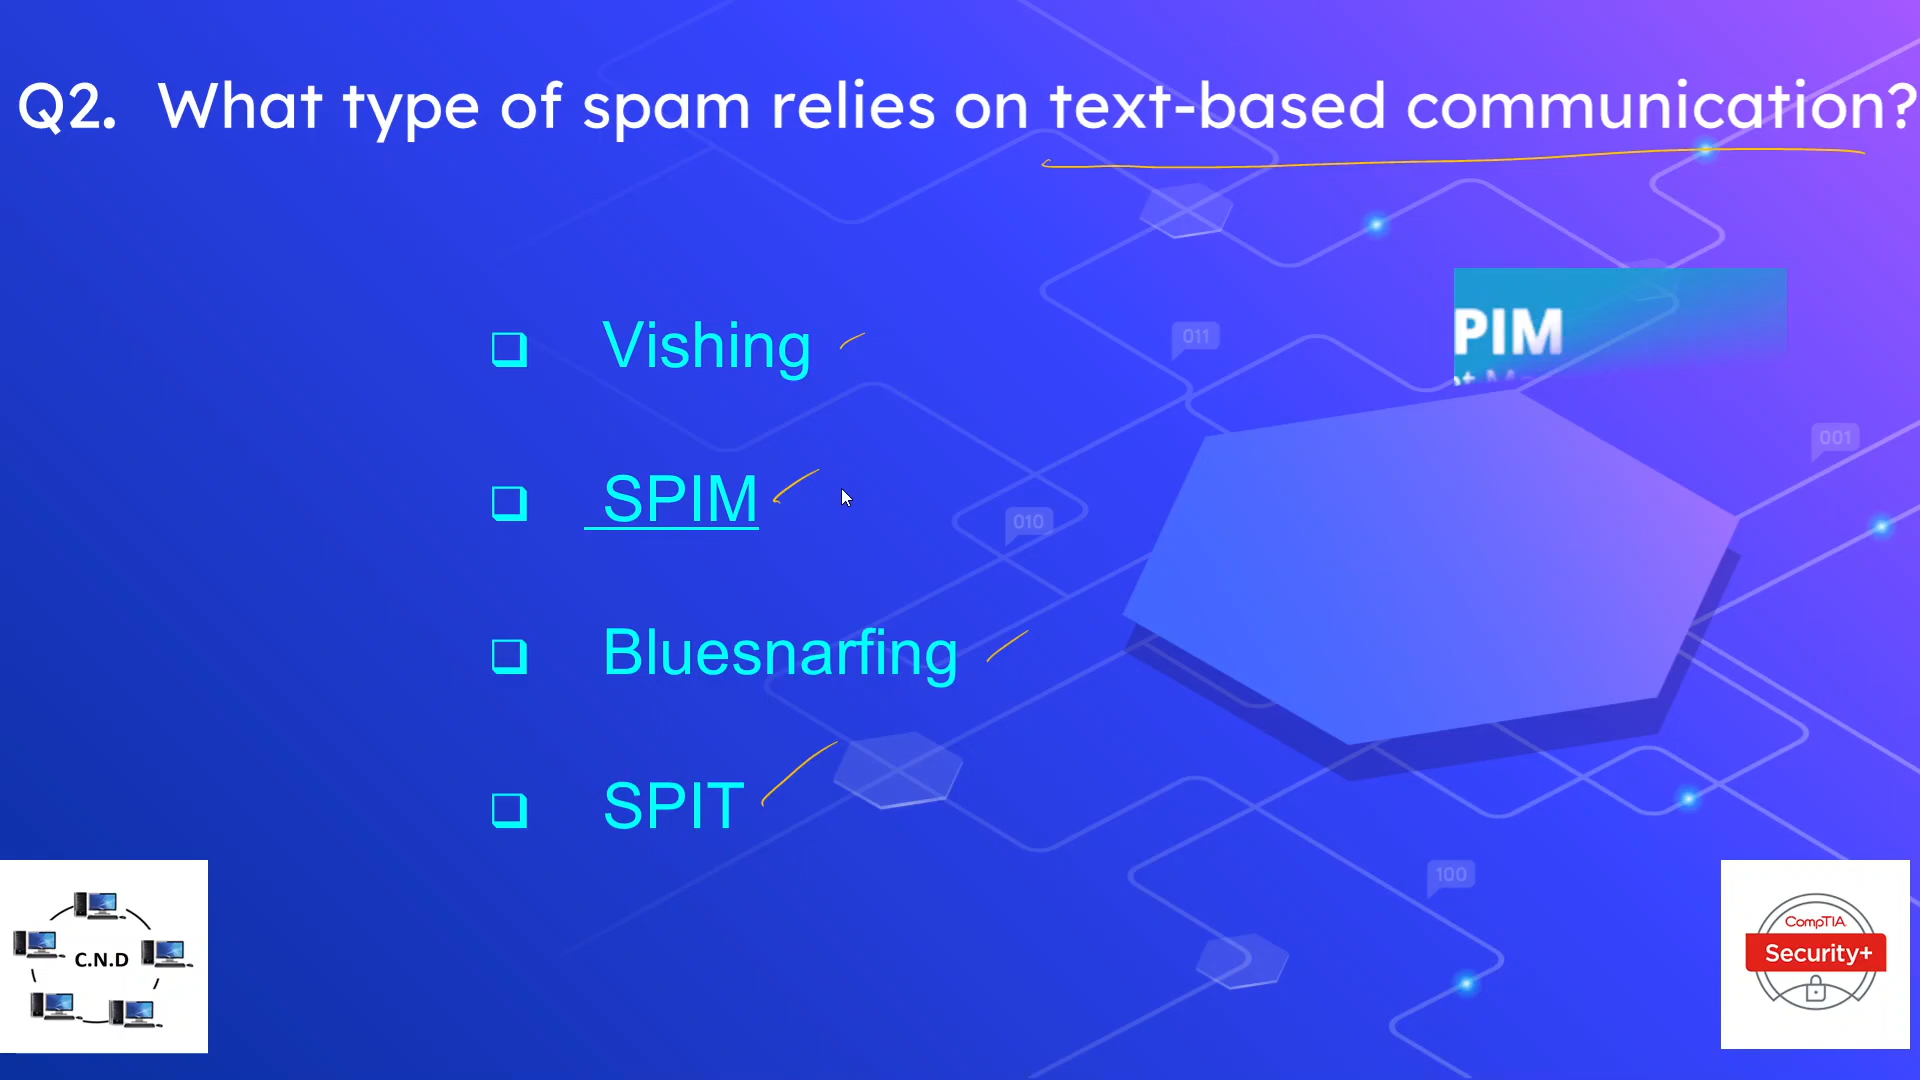 Q2. What type of spam relies on text-based communication?
PIM
Vishing
011
001
SPIM
010
Bluesnarfing
SPIT
100
C.N.D
CompTIA
Security+